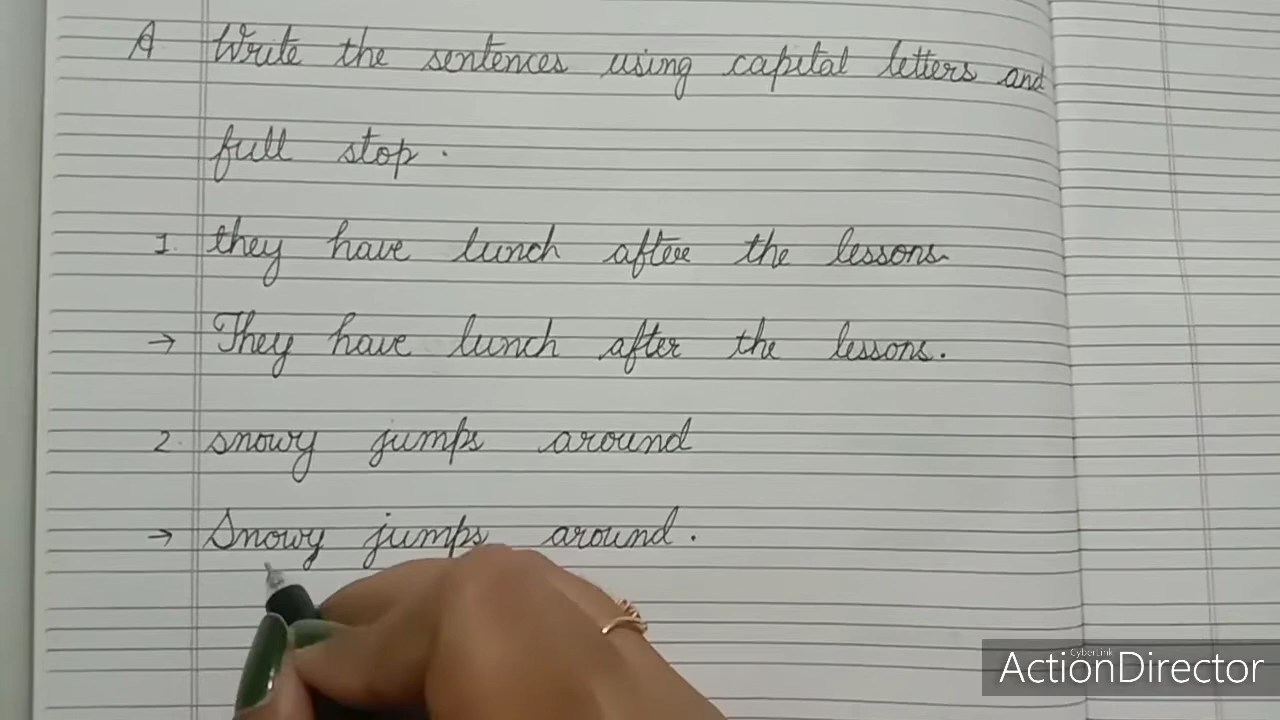 A Write the sentences using capital letters and
full stop.
1. they have lunch after the lessons
→ They have lunch after the lessons.
2. snowy jumps around
→ Snowy jumps around.
CyberLink
ActionDirector